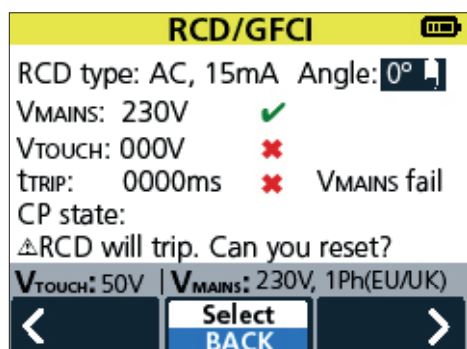 RCD/GFCI
RCD type: AC, 15mA Angle: 0°
VMAINS: 230V ✔
VTOUCH: 000V ✖
tTRIP: 0000ms ✖ VMAINS fail
CP state:
⚠RCD will trip. Can you reset?
VTOUCH: 50V | VMAINS: 230V, 1Ph(EU/UK)
< Select >
BACK